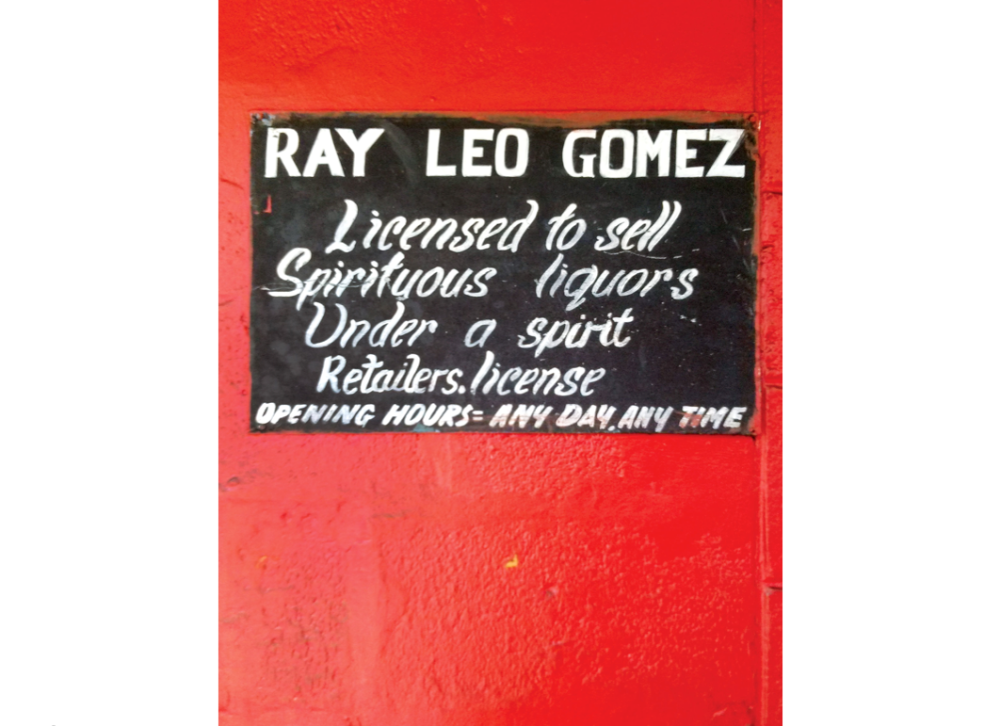 RAY LEO GOMEZ
Licensed to sell
Spirituous liquors
Under a spirit
Retailers. license
OPENING HOURS= ANY DAY, ANY TIME